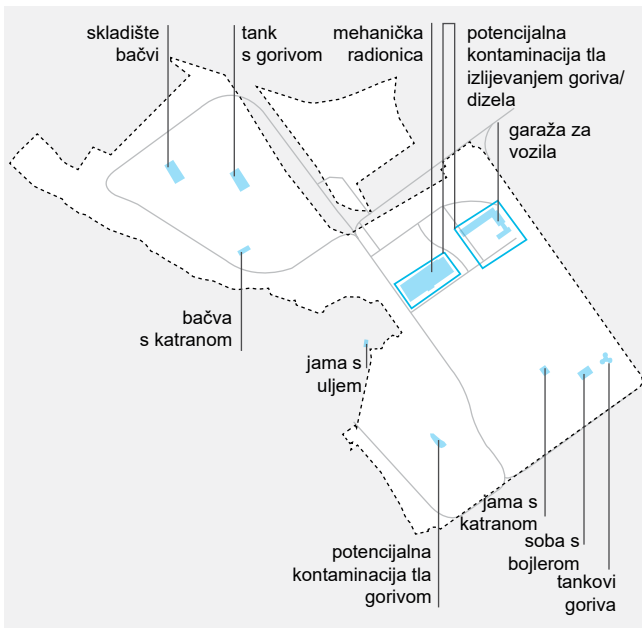 skladište
bačvi
tank
s gorivom
mehanička
radionica
potencijalna
kontaminacija tla
izlijevanjem goriva/
dizela
garaža za
vozila
bačva
s katranom
jama s
uljem
potencijalna
kontaminacija tla
gorivom
jama s
katranom
soba s
bojlerom
tankovi
goriva